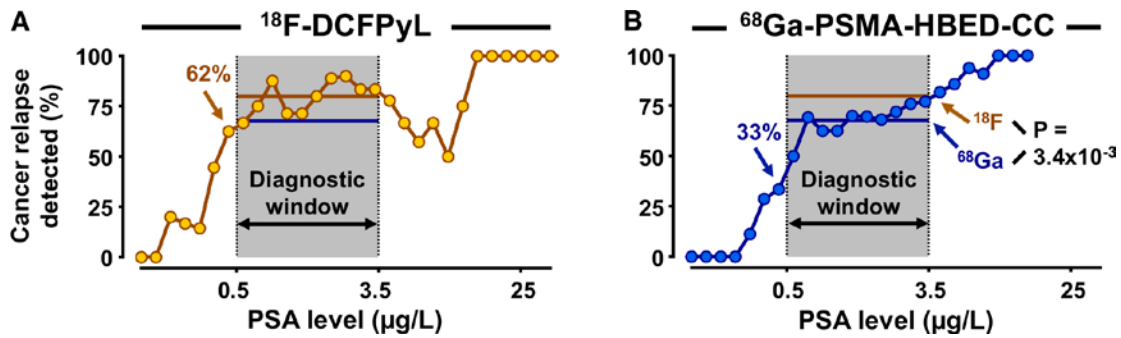 A
¹⁸F-DCFPyL
Cancer relapse
detected (%)
100
75
50
25
0
62%
Diagnostic
window
0.5
3.5
25
PSA level (µg/L)
B
⁶⁸Ga-PSMA-HBED-CC
100
75
50
25
0
33%
Diagnostic
window
¹⁸F
⁶⁸Ga
P =
3.4x10⁻³
0.5
3.5
25
PSA level (µg/L)